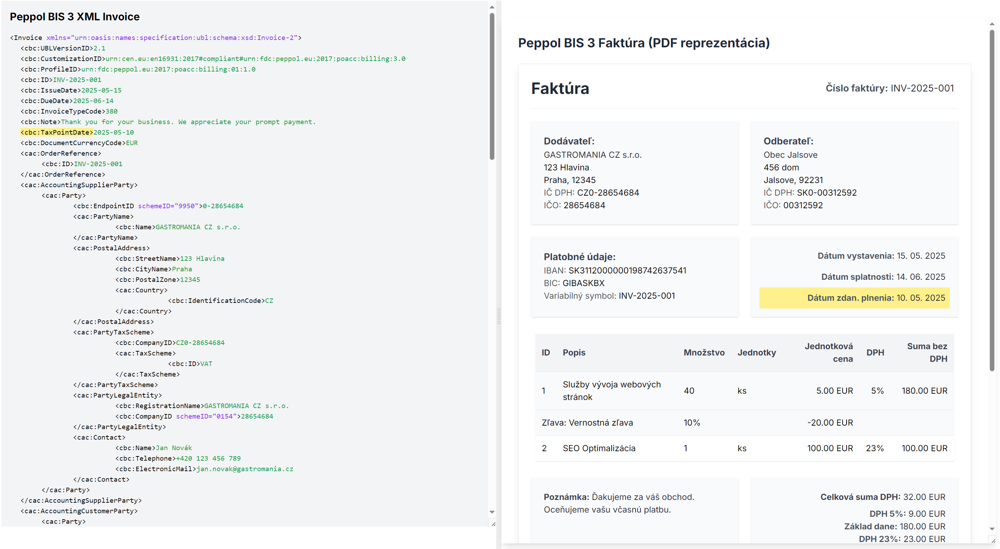 Peppol BIS 3 XML Invoice
<Invoice xmlns="urn:oasis:names:specification:ubl:schema:xsd:Invoice-2">
<cbc:UBLVersionID>2.1
<cbc:CustomizationID>urn:cen.eu:en16931:2017#compliant#urn:fdc:peppol.eu:2017:poacc:billing:3.0
<cbc:ProfileID>urn:fdc:peppol.eu:2017:poacc:billing:01:1.0
<cbc:ID>INV-2025-001
<cbc:IssueDate>2025-05-15
<cbc:DueDate>2025-06-14
<cbc:InvoiceTypeCode>380
<cbc:Note>Thank you for your business. We appreciate your prompt payment.
<cbc:TaxPointDate>2025-05-10
<cbc:DocumentCurrencyCode>EUR
<cac:OrderReference>
<cbc:ID>INV-2025-001
</cac:OrderReference>
<cac:AccountingSupplierParty>
<cac:Party>
<cbc:EndpointID schemeID="9950">0-28654684
<cac:PartyName>
<cbc:Name>GASTROMANIA CZ s.r.o.
</cac:PartyName>
<cac:PostalAddress>
<cbc:StreetName>123 Hlavina
<cbc:CityName>Praha
<cbc:PostalZone>12345
<cac:Country>
<cbc:IdentificationCode>CZ
</cac:Country>
</cac:PostalAddress>
<cac:PartyTaxScheme>
<cbc:CompanyID>CZ0-28654684
<cac:TaxScheme>
<cbc:ID>VAT
</cac:TaxScheme>
</cac:PartyTaxScheme>
<cac:PartyLegalEntity>
<cbc:RegistrationName>GASTROMANIA CZ s.r.o.
<cbc:CompanyID schemeID="0154">28654684
</cac:PartyLegalEntity>
<cac:Contact>
<cbc:Name>Jan Novák
<cbc:Telephone>+420 123 456 789
<cbc:ElectronicMail>jan.novak@gastromania.cz
</cac:Contact>
</cac:Party>
</cac:AccountingSupplierParty>
<cac:AccountingCustomerParty>
<cac:Party>
Peppol BIS 3 Faktúra (PDF reprezentácia)
Faktúra
Číslo faktúry: INV-2025-001
Dodávateľ:
GASTROMANIA CZ s.r.o.
123 Hlavina
Praha, 12345
IČ DPH: CZ0-28654684
IČO: 28654684
Odberateľ:
Obec Jalsove
456 dom
Jalsove, 92231
IČ DPH: SK0-00312592
IČO: 00312592
Platobné údaje:
IBAN: SK3112000000198742637541
BIC: GIBASKBX
Variabilný symbol: INV-2025-001
Dátum vystavenia: 15. 05. 2025
Dátum splatnosti: 14. 06. 2025
Dátum zdan. plnenia: 10. 05. 2025
ID Popis Množstvo Jednotky Jednotková cena DPH Suma bez DPH
1 Služby vývoja webových stránok 40 ks 5.00 EUR 5% 180.00 EUR
Zľava: Vernostná zľava 10% -20.00 EUR
2 SEO Optimalizácia 1 ks 100.00 EUR 23% 100.00 EUR
Poznámka: Ďakujeme za váš obchod.
Oceňujeme vašu včasnú platbu.
Celková suma DPH: 32.00 EUR
DPH 5%: 9.00 EUR
Základ dane: 180.00 EUR
DPH 23%: 23.00 EUR